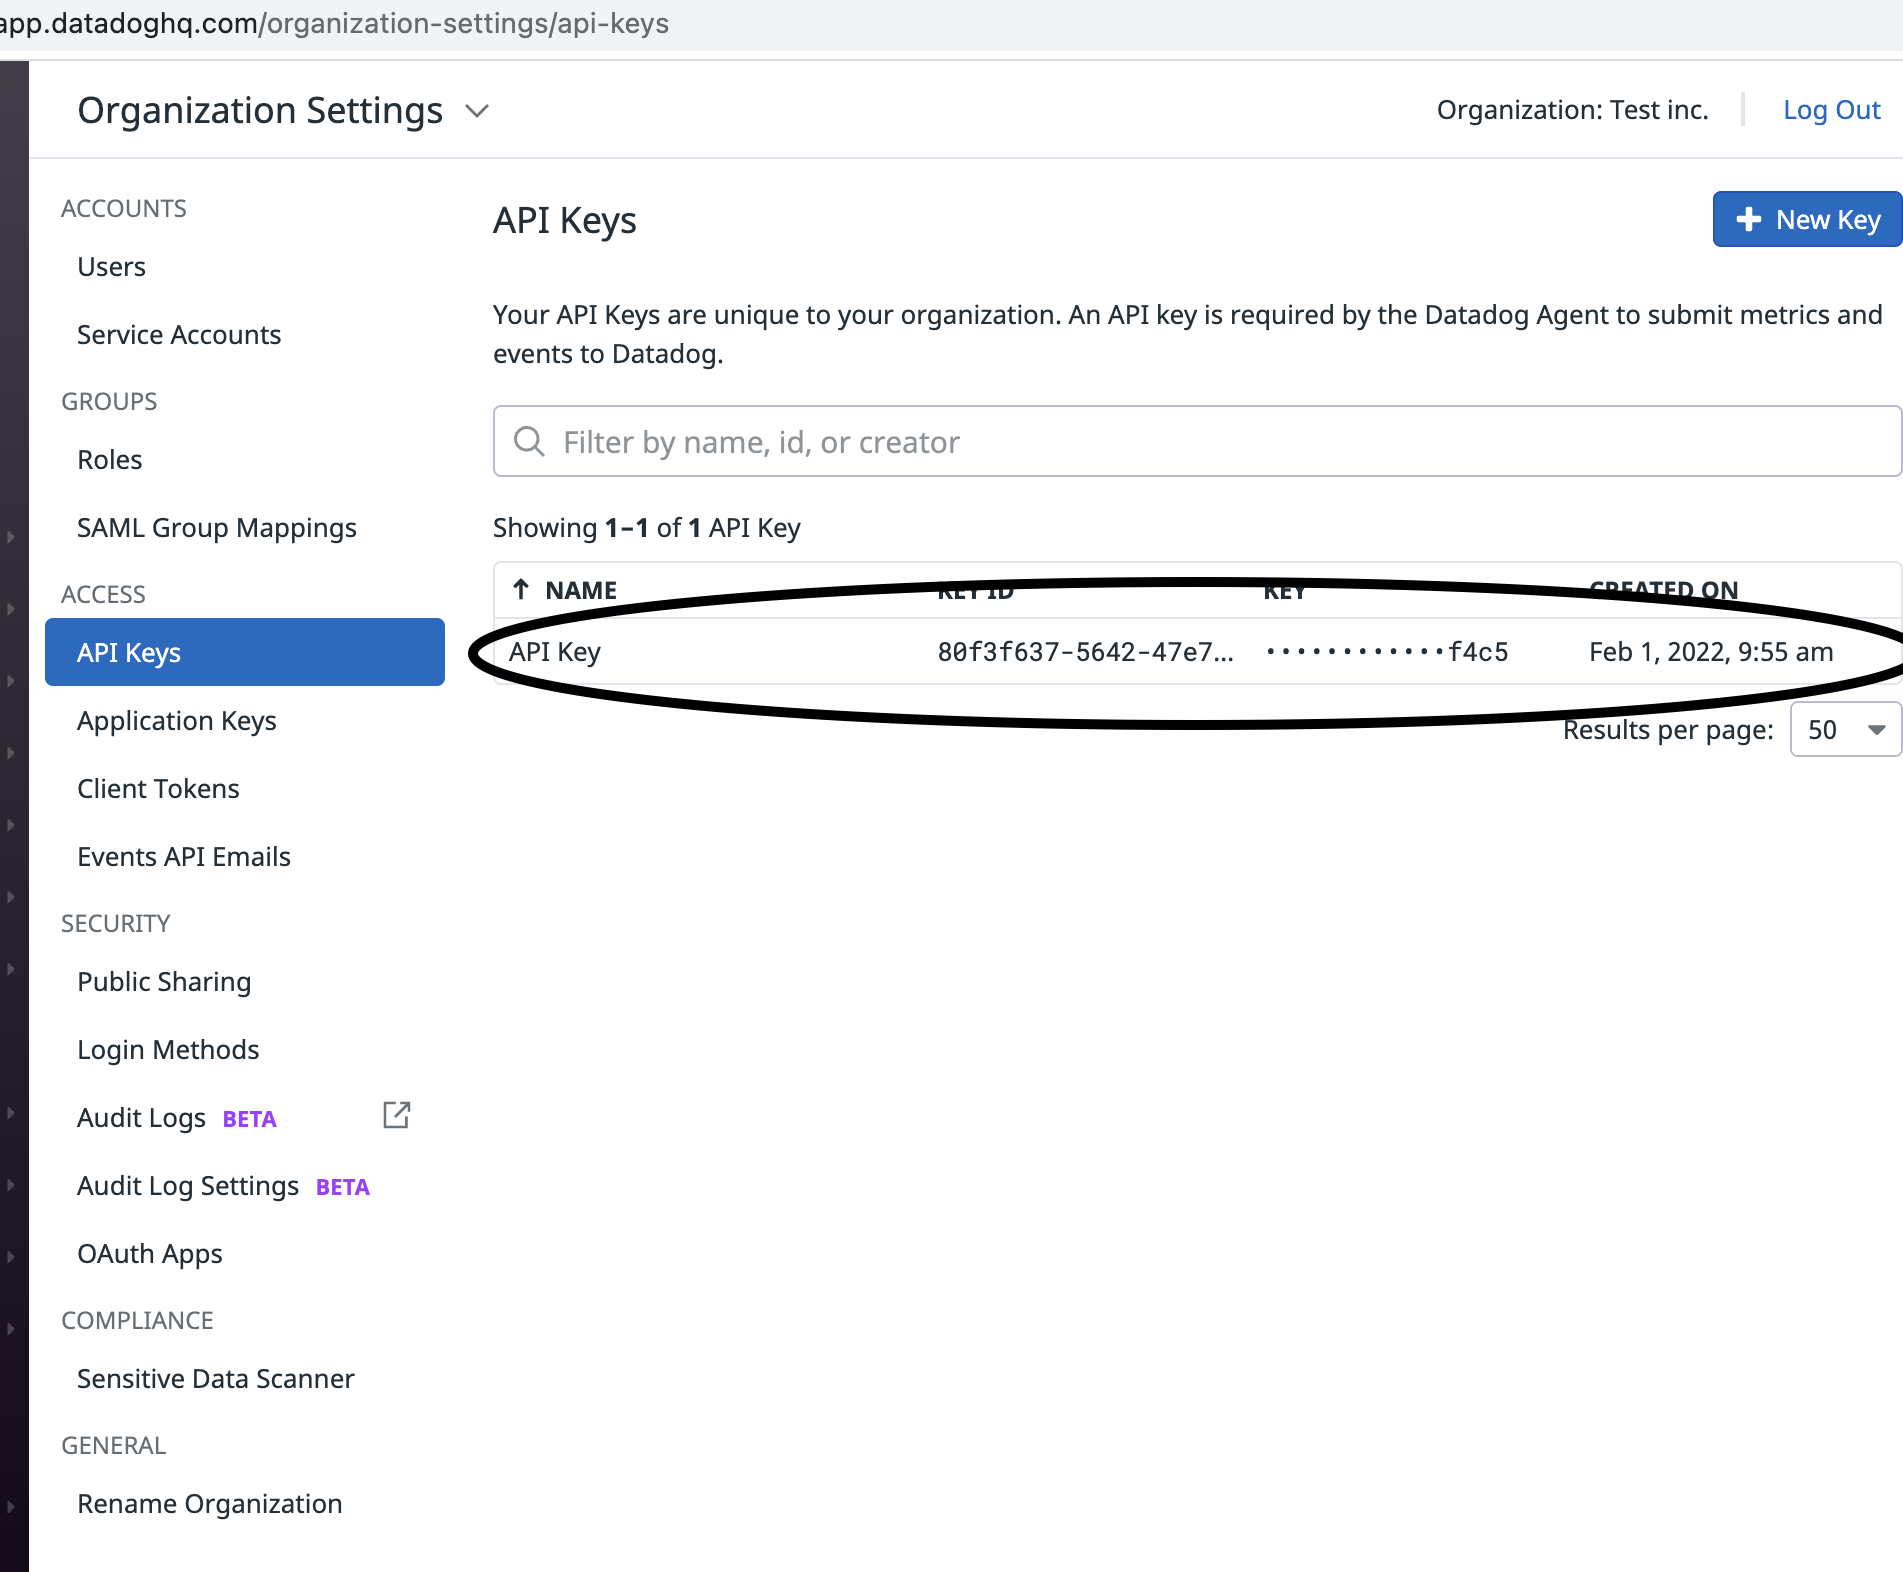 app.datadoghq.com/organization-settings/api-keys
Organization Settings
Organization: Test inc.
Log Out
ACCOUNTS
Users
Service Accounts
GROUPS
Roles
SAML Group Mappings
ACCESS
API Keys
Application Keys
Client Tokens
Events API Emails
SECURITY
Public Sharing
Login Methods
Audit Logs BETA
Audit Log Settings BETA
OAuth Apps
COMPLIANCE
Sensitive Data Scanner
GENERAL
Rename Organization
API Keys
+ New Key
Your API Keys are unique to your organization. An API key is required by the Datadog Agent to submit metrics and
events to Datadog.
Filter by name, id, or creator
Showing 1–1 of 1 API Key
↑ NAME KEY ID KEY CREATED ON
API Key 80f3f637-5642-47e7... ············f4c5 Feb 1, 2022, 9:55 am
Results per page: 50